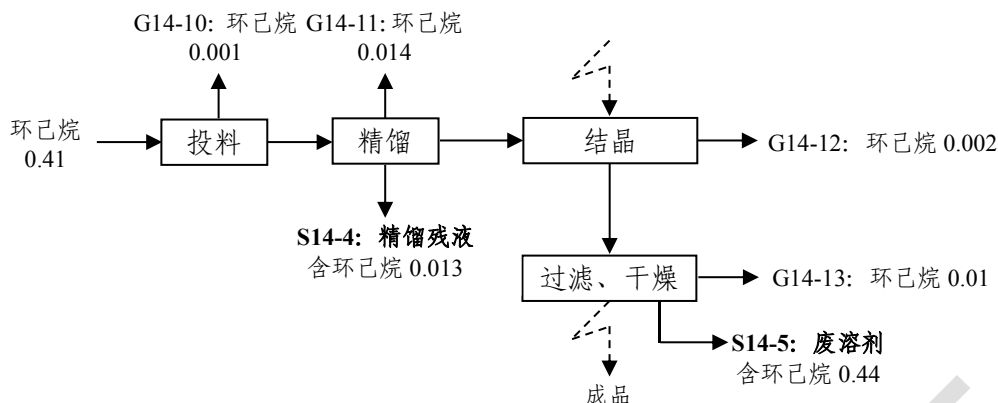 G14-10: 环己烷
0.001
G14-11: 环己烷
0.014
环己烷
0.41
投料
精馏
结晶
G14-12: 环己烷 0.002
S14-4: 精馏残液
含环己烷 0.013
过滤、干燥
G14-13: 环己烷 0.01
S14-5: 废溶剂
含环己烷 0.44
成品